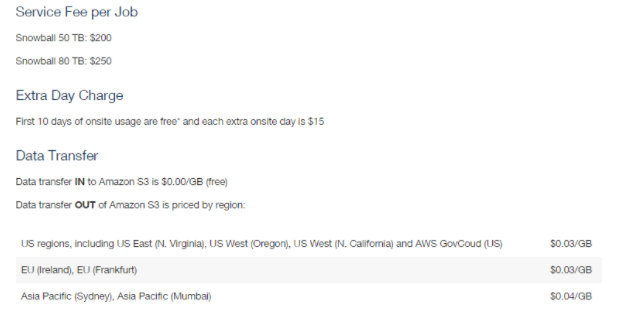 Service Fee per Job
Snowball 50 TB: $200
Snowball 80 TB: $250
Extra Day Charge
First 10 days of onsite usage are free* and each extra onsite day is $15
Data Transfer
Data transfer IN to Amazon S3 is $0.00/GB (free)
Data transfer OUT of Amazon S3 is priced by region:
US regions, including US East (N. Virginia), US West (Oregon), US West (N. California) and AWS GovCoud (US) $0.03/GB
EU (Ireland), EU (Frankfurt) $0.03/GB
Asia Pacific (Sydney), Asia Pacific (Mumbai) $0.04/GB